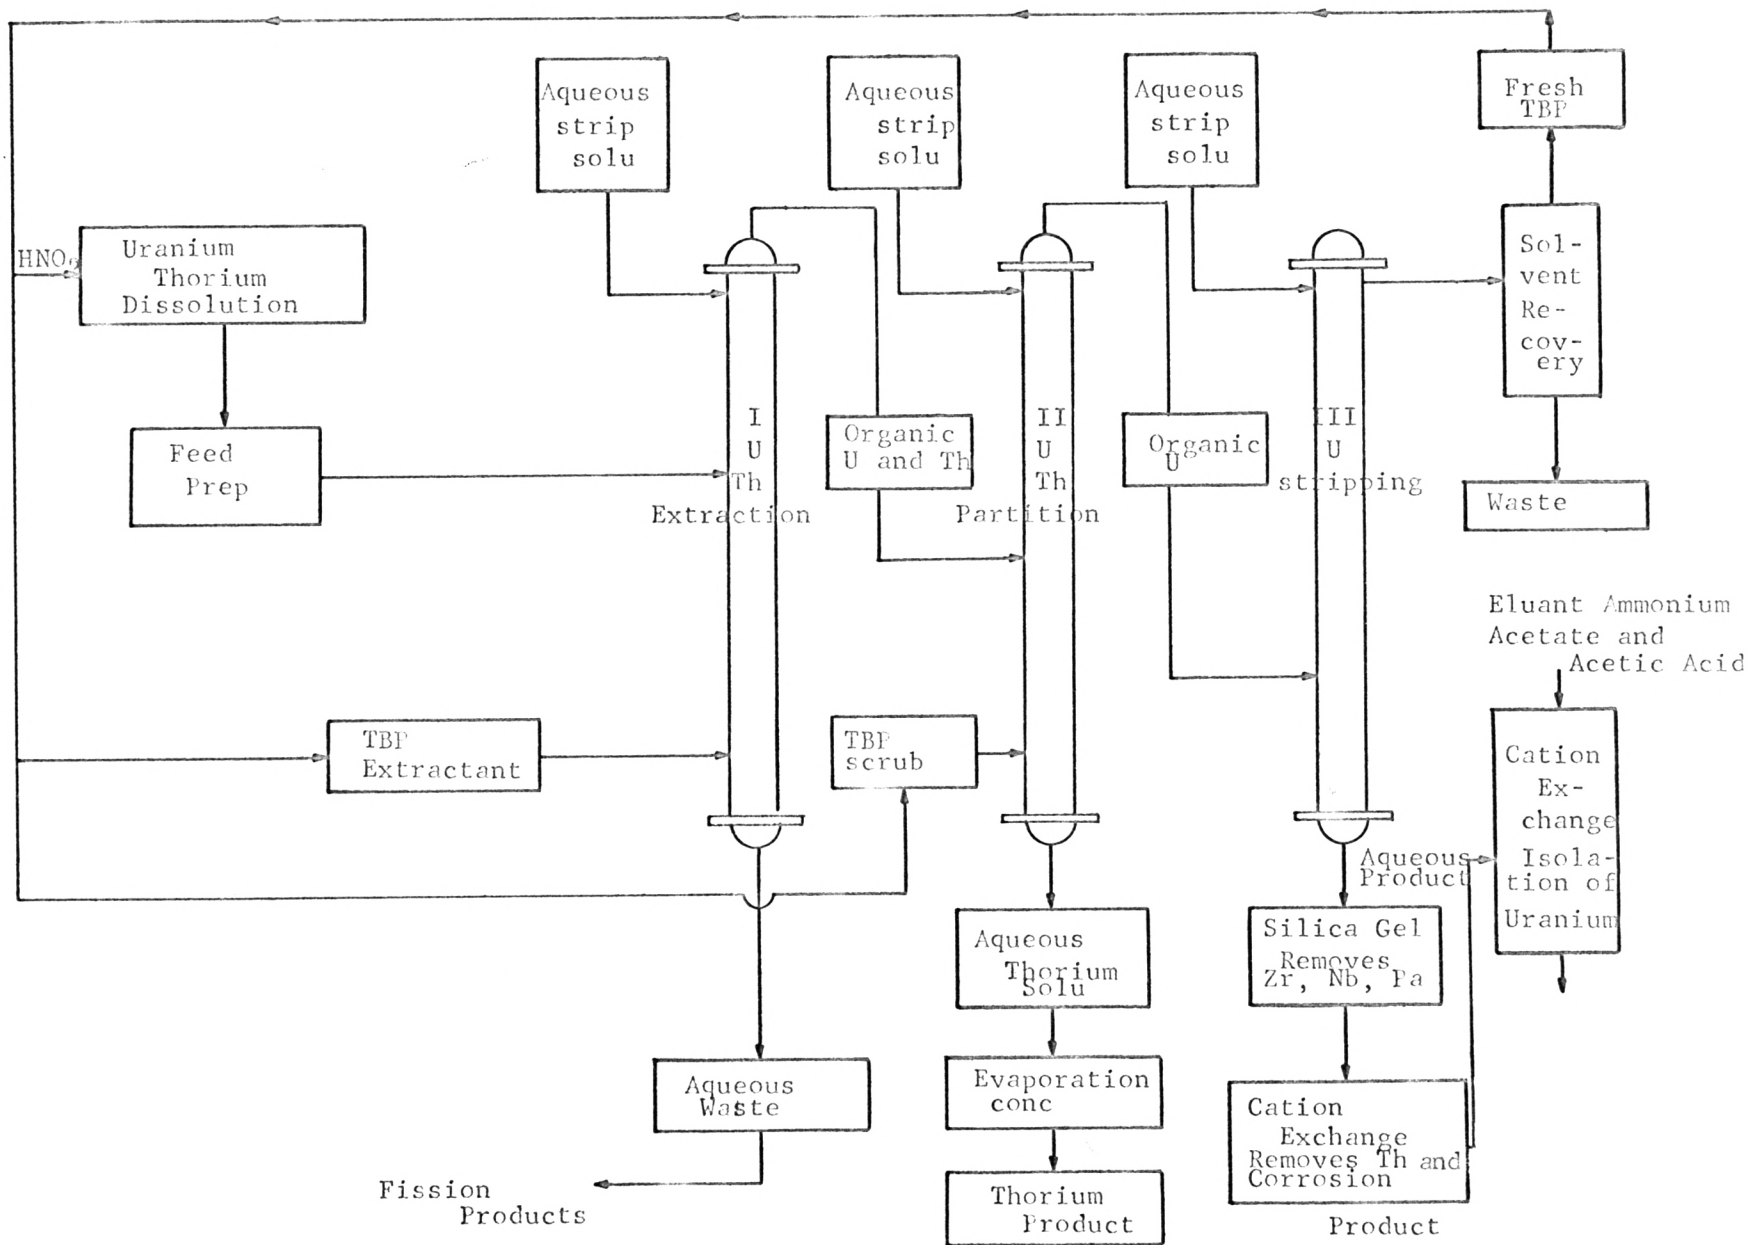 Aqueous
strip
solu
Aqueous
strip
solu
Aqueous
strip
solu
Fresh
TBP
HNO₃
Uranium
Thorium
Dissolution
Sol-
vent
Re-
cov-
ery
Feed
Prep
I
U
Th
Extraction
Organic
U and Th
II
U
Th
Partition
Organic
U
III
U
stripping
Waste
Eluant Ammonium
Acetate and
Acetic Acid
TBP
Extractant
TBP
scrub
Cation
Ex-
change
Isola-
tion of
Uranium
Aqueous
Product
Aqueous
Thorium
Solu
Silica Gel
Removes
Zr, Nb, Pa
Aqueous
Waste
Evaporation
conc
Cation
Exchange
Removes Th and
Corrosion
Product
Fission
Products
Thorium
Product